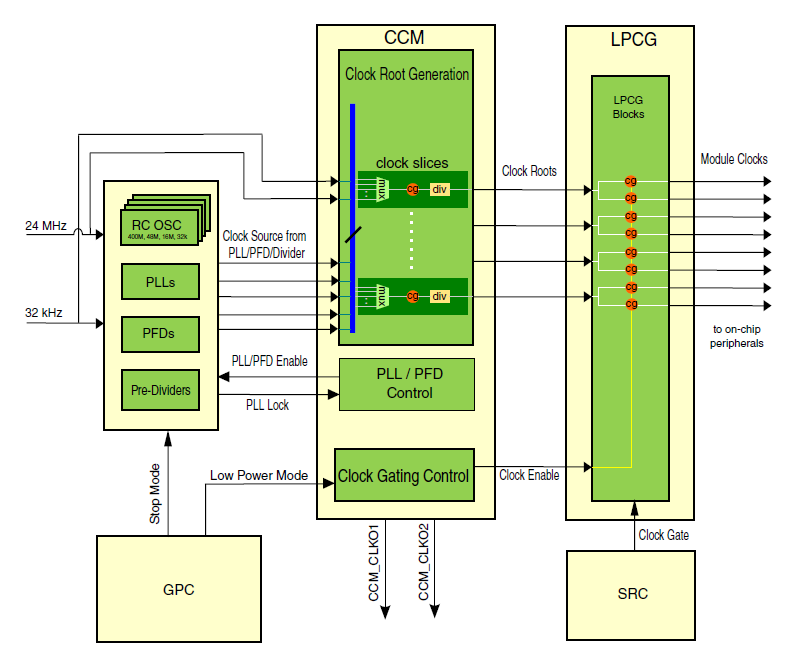 CCM
LPCG
Clock Root Generation
LPCG
Blocks
clock slices
mux
cg
div
Clock Roots
Module Clocks
cg
cg
cg
cg
cg
cg
cg
cg
24 MHz
RC OSC
400M, 48M, 16M, 32k
Clock Source from
PLL/PFD/Divider
PLLs
mux
cg
div
32 kHz
PFDs
to on-chip
peripherals
PLL/PFD Enable
PLL / PFD
Control
Pre-Dividers
PLL Lock
Stop Mode
Low Power Mode
Clock Gating Control
Clock Enable
CCM_CLKO1
CCM_CLKO2
Clock Gate
GPC
SRC